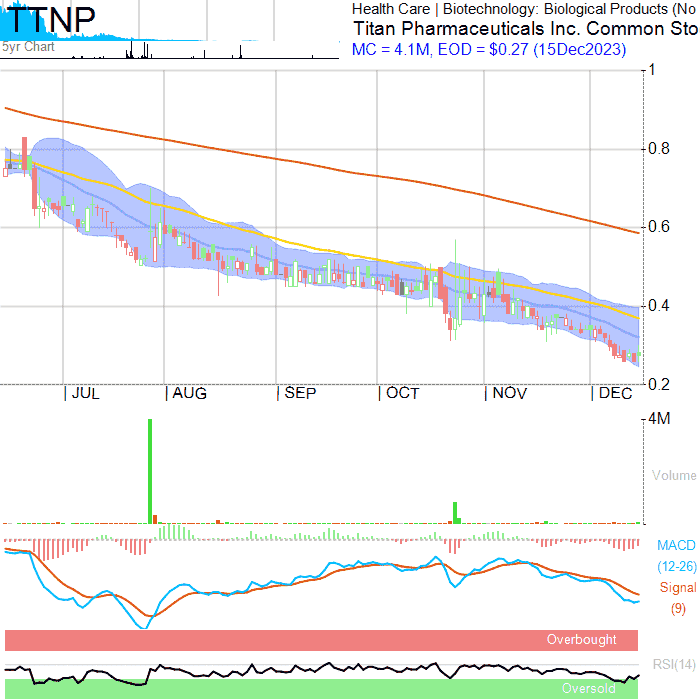 TTNP
Health Care | Biotechnology: Biological Products (No
Titan Pharmaceuticals Inc. Common Sto
5yr Chart
MC = 4.1M, EOD = $0.27 (15Dec2023)
1
0.8
0.6
0.4
0.2
| JUL | AUG | SEP | OCT | NOV | DEC
4M
Volume
MACD
(12-26)
Signal
(9)
Overbought
RSI(14)
Oversold